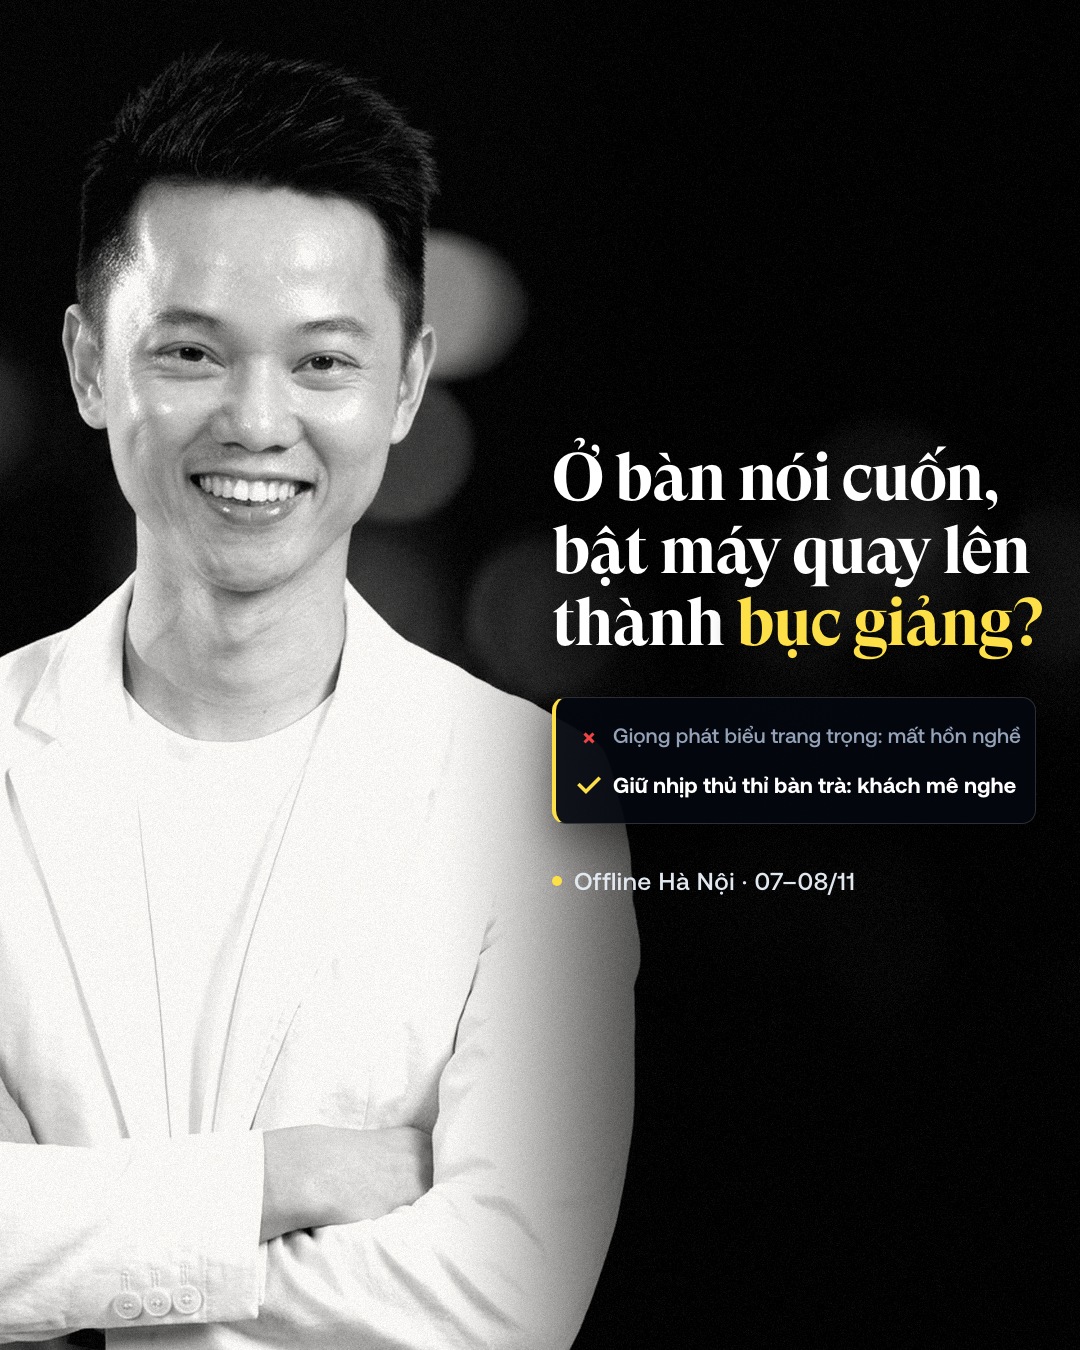 Ở bàn nói cuốn,
bật máy quay lên
thành bục giảng?
Giọng phát biểu trang trọng: mất hồn nghề
Giữ nhịp thủ thỉ bàn trà: khách mê nghe
Offline Hà Nội · 07–08/11